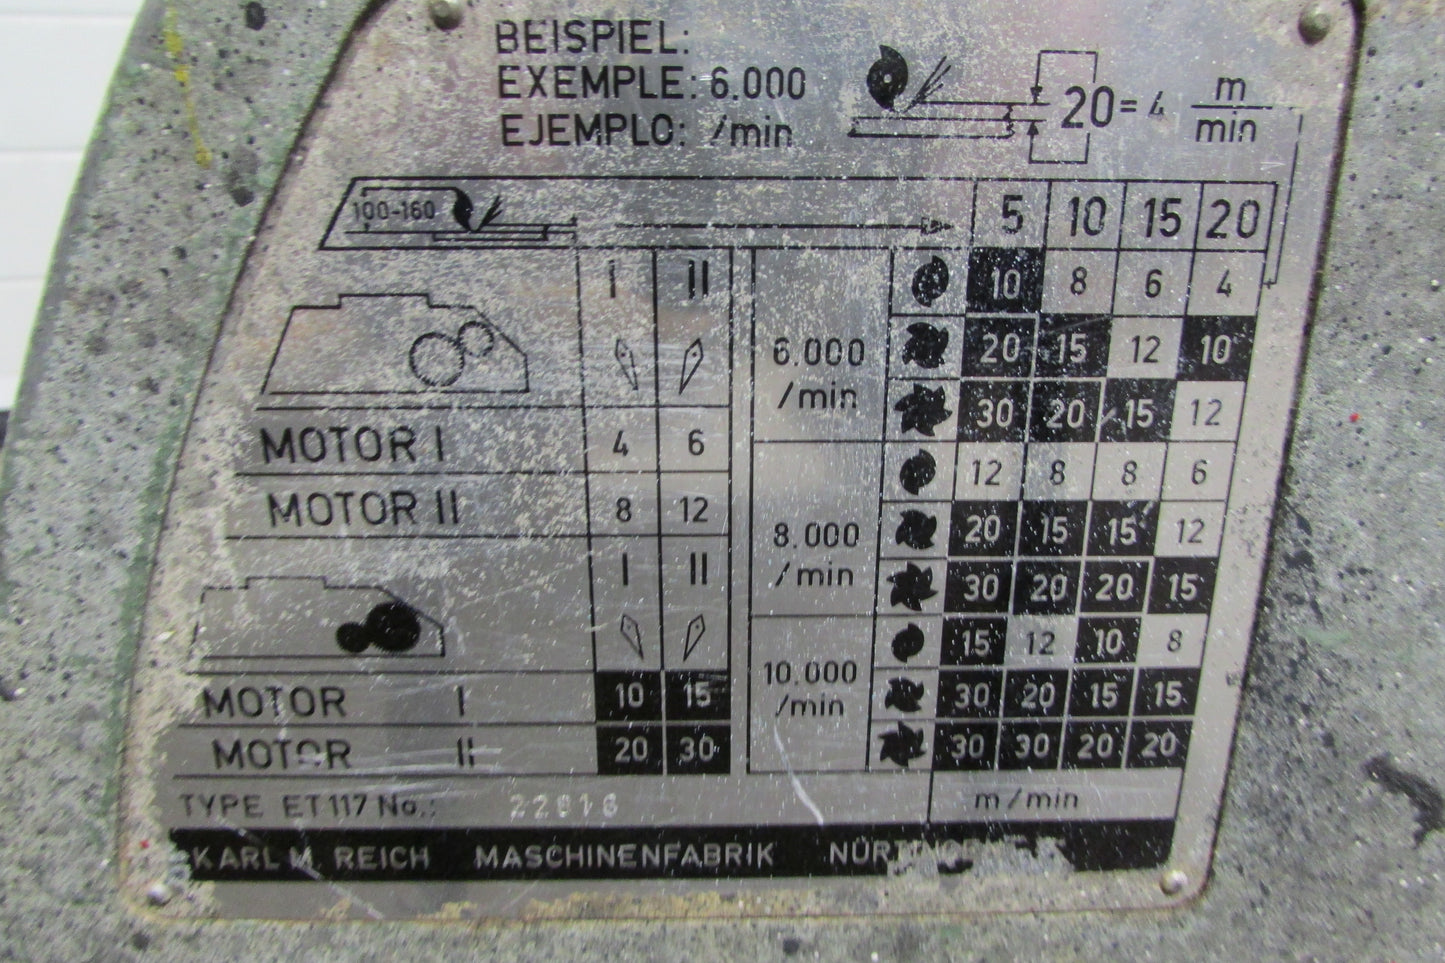 BEISPIEL:
EXEMPLE: 6.000
EJEMPLO: /min
20 = 4 m/min
100-160 5 10 15 20
I II
6.000 /min
10 8 6 4
20 15 12 10
30 20 15 12
MOTOR I 4 6
MOTOR II 8 12
8.000 /min
12 8 8 6
20 15 15 12
30 20 20 15
I II
10.000 /min
15 12 10 8
30 20 15 15
30 30 20 20
MOTOR I 10 15
MOTOR II 20 30
TYPE ET 117 No.: m/min
KARL M. REICH MASCHINENFABRIK